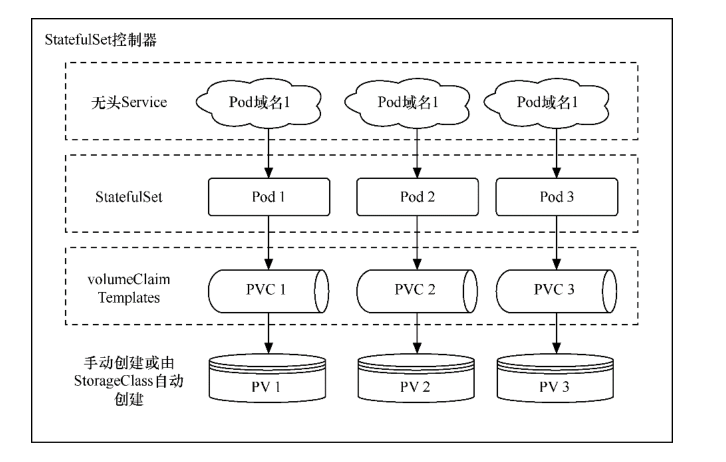 StatefulSet控制器
无头Service
Pod域名1
Pod域名1
Pod域名1
StatefulSet
Pod 1
Pod 2
Pod 3
volumeClaim
Templates
PVC 1
PVC 2
PVC 3
手动创建或由
StorageClass自动
创建
PV 1
PV 2
PV 3